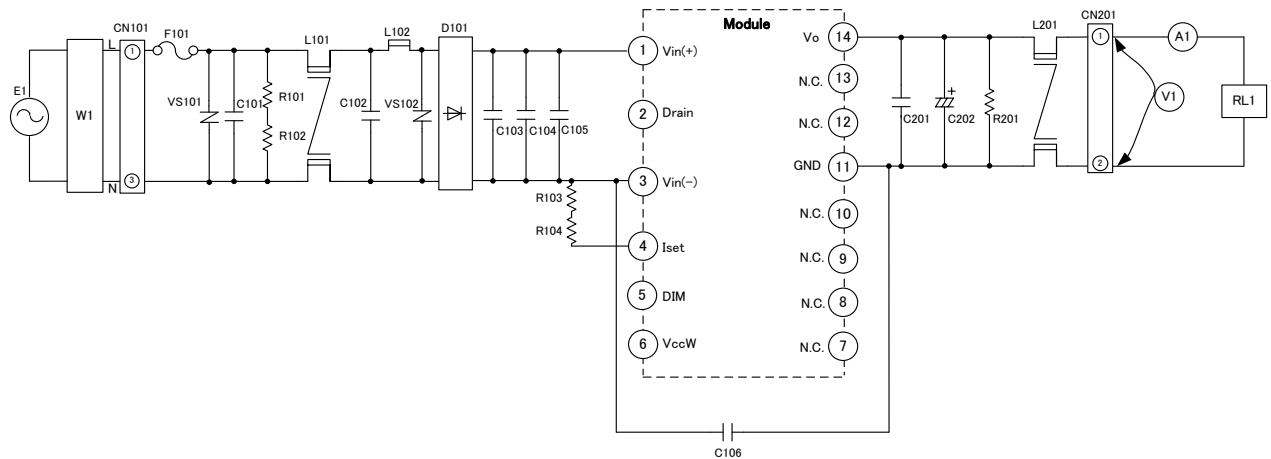 Module
CN101
F101
L101
L102
D101
L
1
N
3
E1
W1
VS101
C101
R101
R102
C102
VS102
C103
C104
C105
R103
R104
1 Vin(+)
2 Drain
3 Vin(-)
4 Iset
5 DIM
6 VccW
Vo 14
N.C. 13
N.C. 12
GND 11
N.C. 10
N.C. 9
N.C. 8
N.C. 7
C106
C201
+
C202
R201
L201
CN201
1
2
A1
V1
RL1